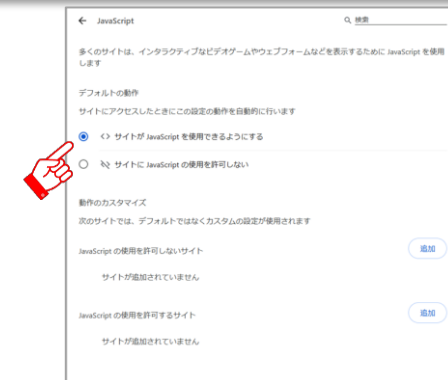 JavaScript
検索
多くのサイトは、インタラクティブなビデオゲームやウェブフォームなどを表示するために JavaScript を使用
します
デフォルトの動作
サイトにアクセスしたときにこの設定の動作を自動的に行います
<> サイトが JavaScript を使用できるようにする
サイトに JavaScript の使用を許可しない
動作のカスタマイズ
次のサイトでは、デフォルトではなくカスタムの設定が使用されます
JavaScript の使用を許可しないサイト
追加
サイトが追加されていません
JavaScript の使用を許可するサイト
追加
サイトが追加されていません